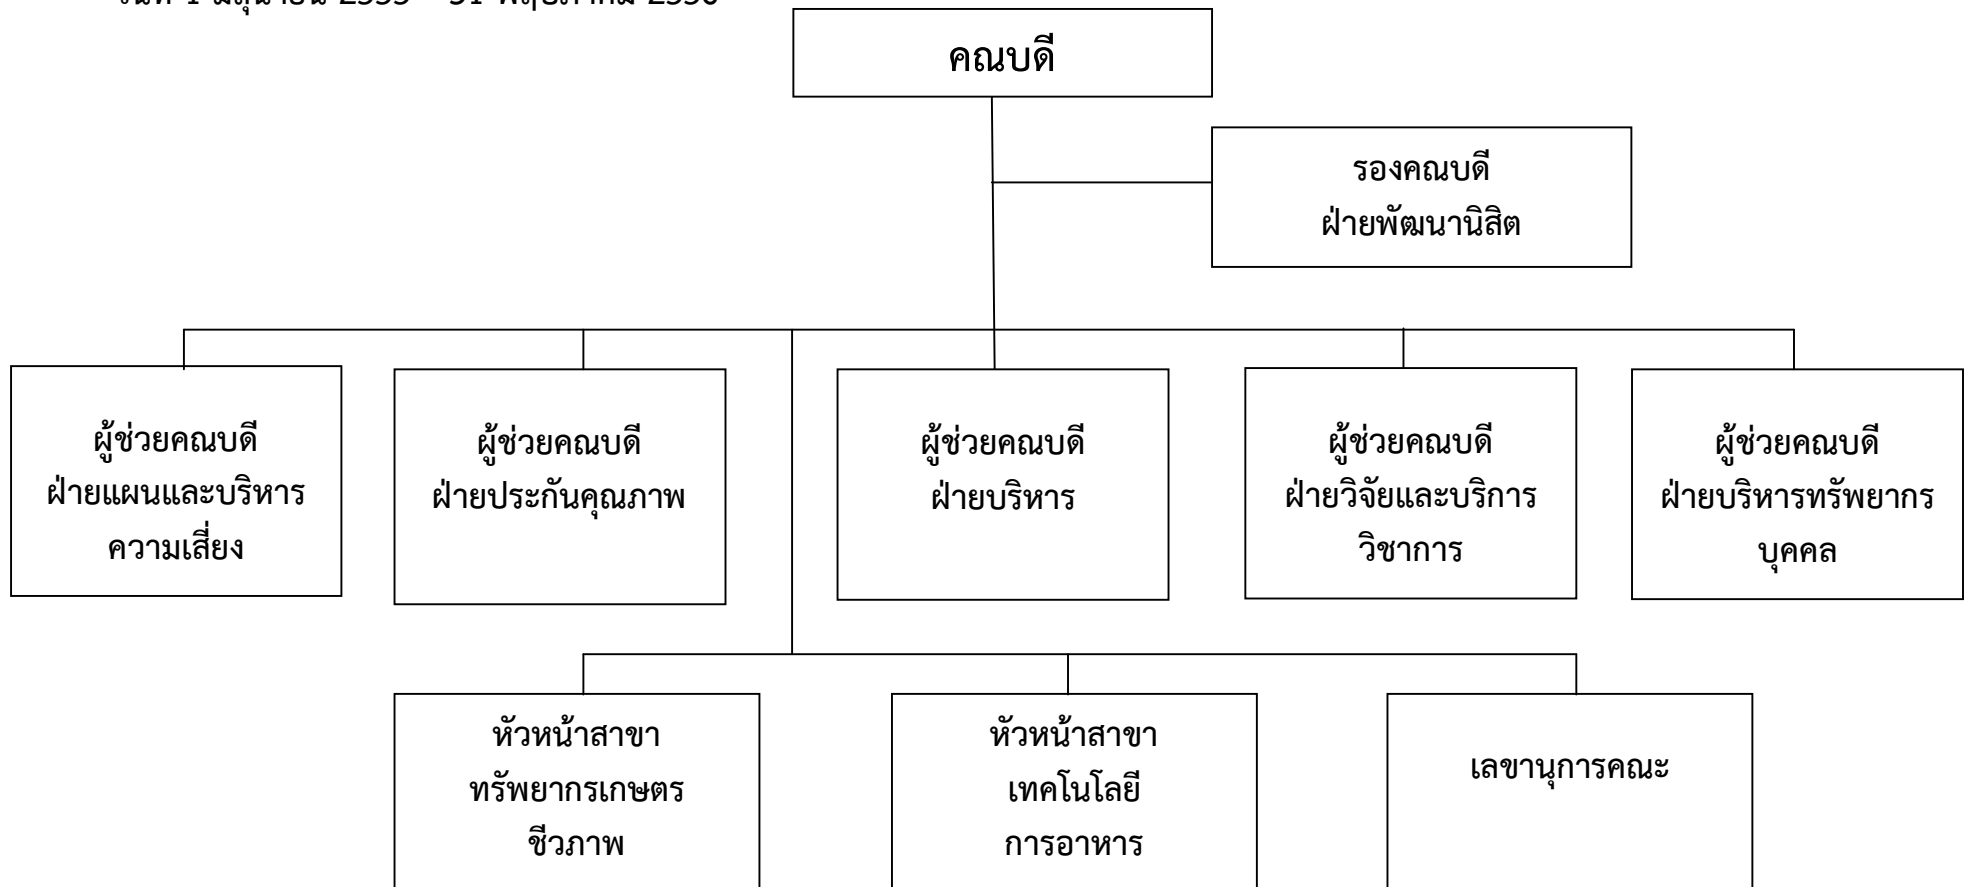 คณบดี
รองคณบดี
ฝ่ายพัฒนานิสิต
ผู้ช่วยคณบดี
ฝ่ายแผนและบริหาร
ความเสี่ยง
ผู้ช่วยคณบดี
ฝ่ายประกันคุณภาพ
ผู้ช่วยคณบดี
ฝ่ายบริหาร
ผู้ช่วยคณบดี
ฝ่ายวิจัยและบริการ
วิชาการ
ผู้ช่วยคณบดี
ฝ่ายบริหารทรัพยากร
บุคคล
หัวหน้าสาขา
ทรัพยากรเกษตร
ชีวภาพ
หัวหน้าสาขา
เทคโนโลยี
การอาหาร
เลขานุการคณะ